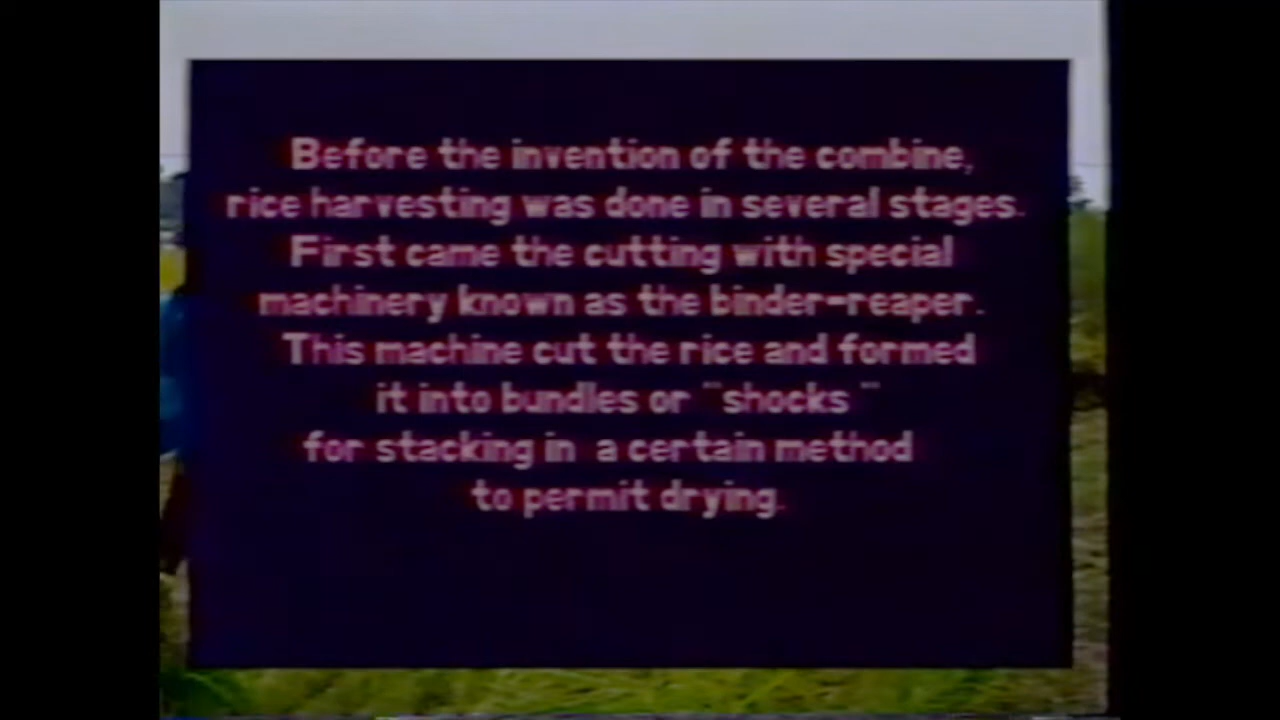 Before the invention of the combine,
rice harvesting was done in several stages.
First came the cutting with special
machinery known as the binder-reaper.
This machine cut the rice and formed
it into bundles or "shocks "
for stacking in a certain method
to permit drying.